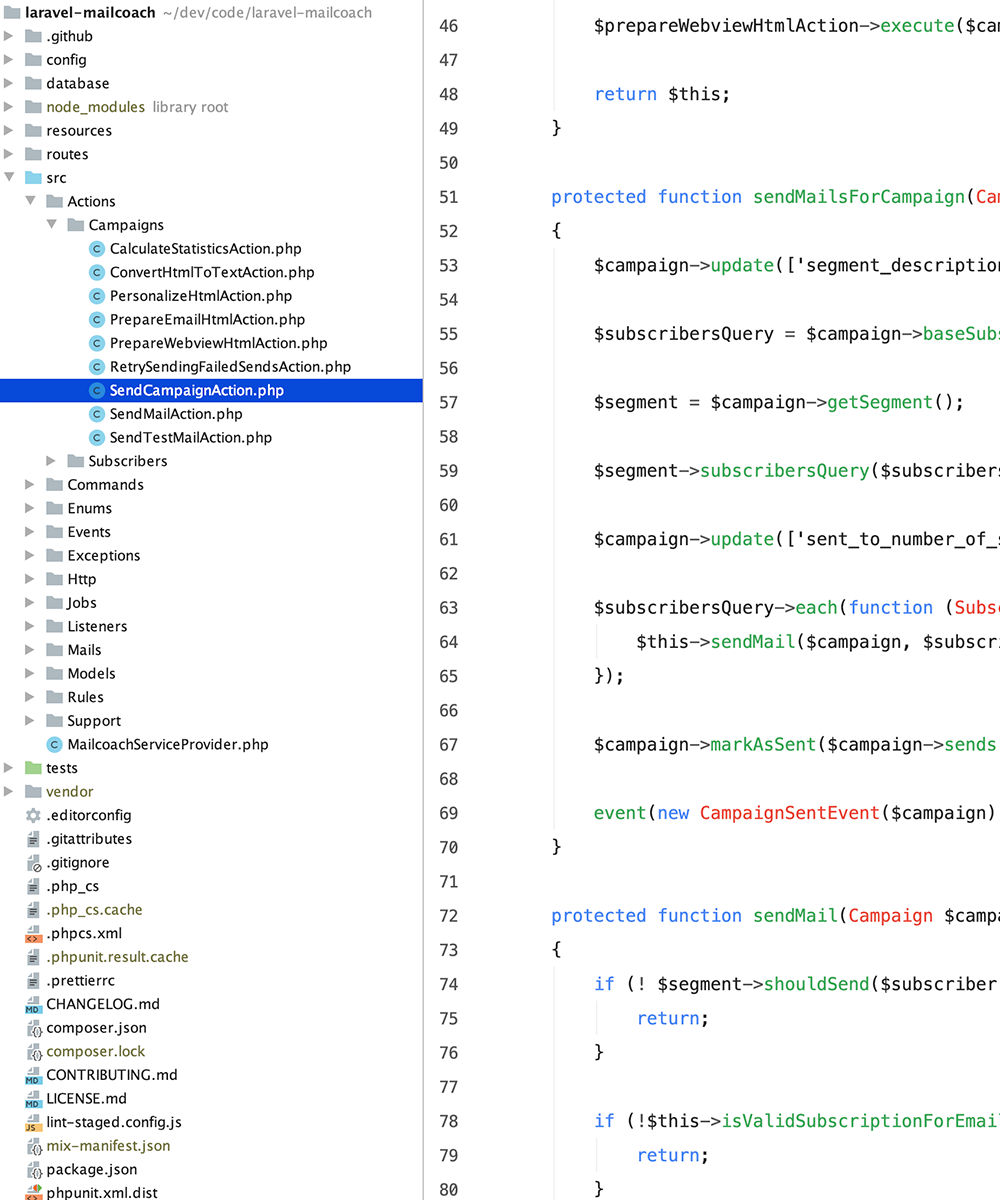 laravel-mailcoach ~/dev/code/laravel-mailcoach
.github
config
database
node_modules library root
resources
routes
src
Actions
Campaigns
CalculateStatisticsAction.php
ConvertHtmlToTextAction.php
PersonalizeHtmlAction.php
PrepareEmailHtmlAction.php
PrepareWebviewHtmlAction.php
RetrySendingFailedSendsAction.php
SendCampaignAction.php
SendMailAction.php
SendTestMailAction.php
Subscribers
Commands
Enums
Events
Exceptions
Http
Jobs
Listeners
Mails
Models
Rules
Support
MailcoachServiceProvider.php
tests
vendor
.editorconfig
.gitattributes
.gitignore
.php_cs
.php_cs.cache
.phpcs.xml
.phpunit.result.cache
.prettierrc
CHANGELOG.md
composer.json
composer.lock
CONTRIBUTING.md
LICENSE.md
lint-staged.config.js
mix-manifest.json
package.json
phpunit.xml.dist
46 $prepareWebviewHtmlAction->execute($cam
47
48 return $this;
49 }
50
51 protected function sendMailsForCampaign(Cam
52 {
53 $campaign->update(['segment_description
54
55 $subscribersQuery = $campaign->baseSubs
56
57 $segment = $campaign->getSegment();
58
59 $segment->subscribersQuery($subscribers
60
61 $campaign->update(['sent_to_number_of_s
62
63 $subscribersQuery->each(function (Subsc
64 $this->sendMail($campaign, $subscri
65 });
66
67 $campaign->markAsSent($campaign->sends
68
69 event(new CampaignSentEvent($campaign)
70 }
71
72 protected function sendMail(Campaign $campa
73 {
74 if (! $segment->shouldSend($subscriber
75 return;
76 }
77
78 if (!$this->isValidSubscriptionForEmai
79 return;
80 }